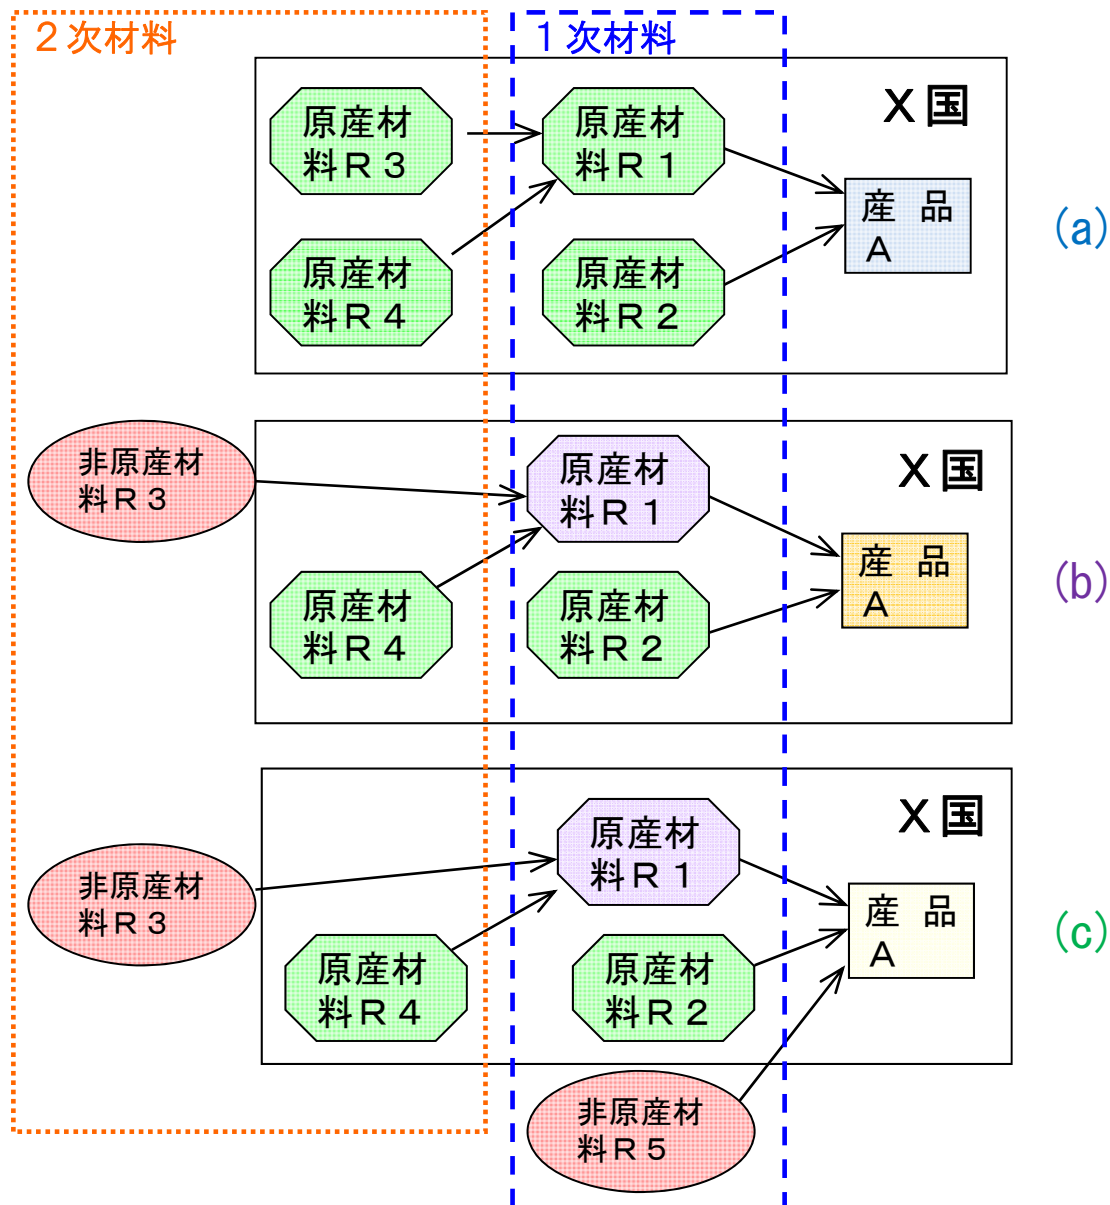 ２次材料
１次材料
X国
原産材
料Ｒ３
原産材
料Ｒ１
産　品
Ａ
(a)
原産材
料Ｒ４
原産材
料Ｒ２
X国
非原産材
料Ｒ３
原産材
料Ｒ１
産　品
Ａ
(b)
原産材
料Ｒ４
原産材
料Ｒ２
X国
非原産材
料Ｒ３
原産材
料Ｒ１
産　品
Ａ
(c)
原産材
料Ｒ４
原産材
料Ｒ２
非原産材
料Ｒ５